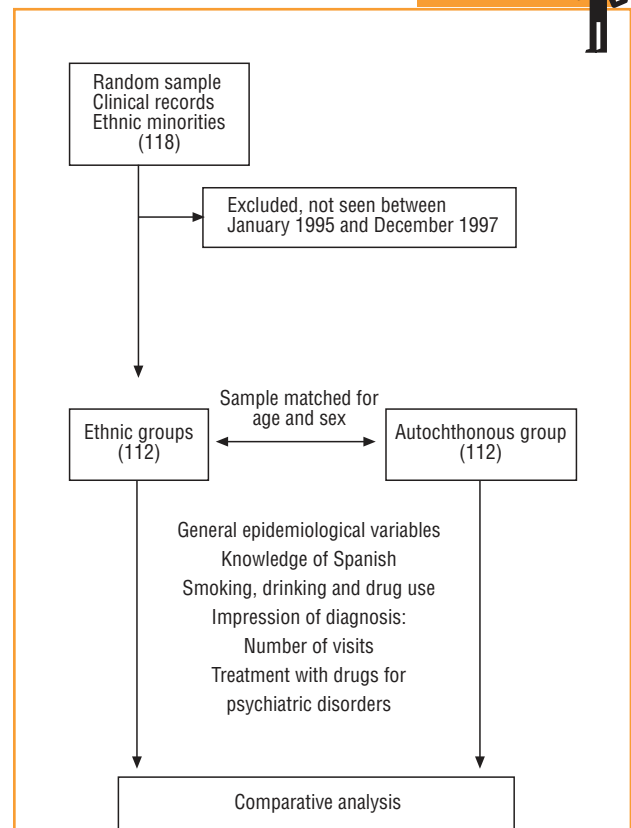 Random sample
Clinical records
Ethnic minorities
(118)
Excluded, not seen between
January 1995 and December 1997
Sample matched for
age and sex
Ethnic groups
(112)
Autochthonous group
(112)
General epidemiological variables
Knowledge of Spanish
Smoking, drinking and drug use
Impression of diagnosis:
Number of visits
Treatment with drugs for
psychiatric disorders
Comparative analysis